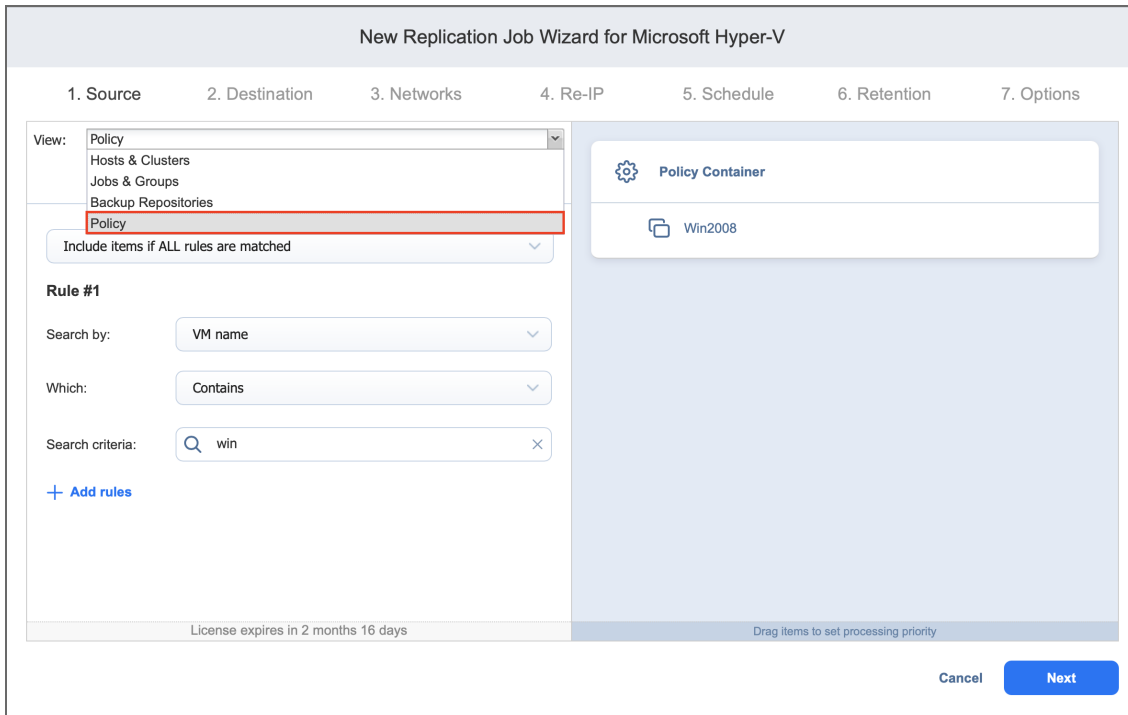 New Replication Job Wizard for Microsoft Hyper-V
1. Source 2. Destination 3. Networks 4. Re-IP 5. Schedule 6. Retention 7. Options
View: Policy
Hosts & Clusters
Jobs & Groups
Backup Repositories
Policy
Include items if ALL rules are matched
Rule #1
Search by: VM name
Which: Contains
Search criteria: win
Add rules
License expires in 2 months 16 days
Policy Container
Win2008
Drag items to set processing priority
Cancel Next